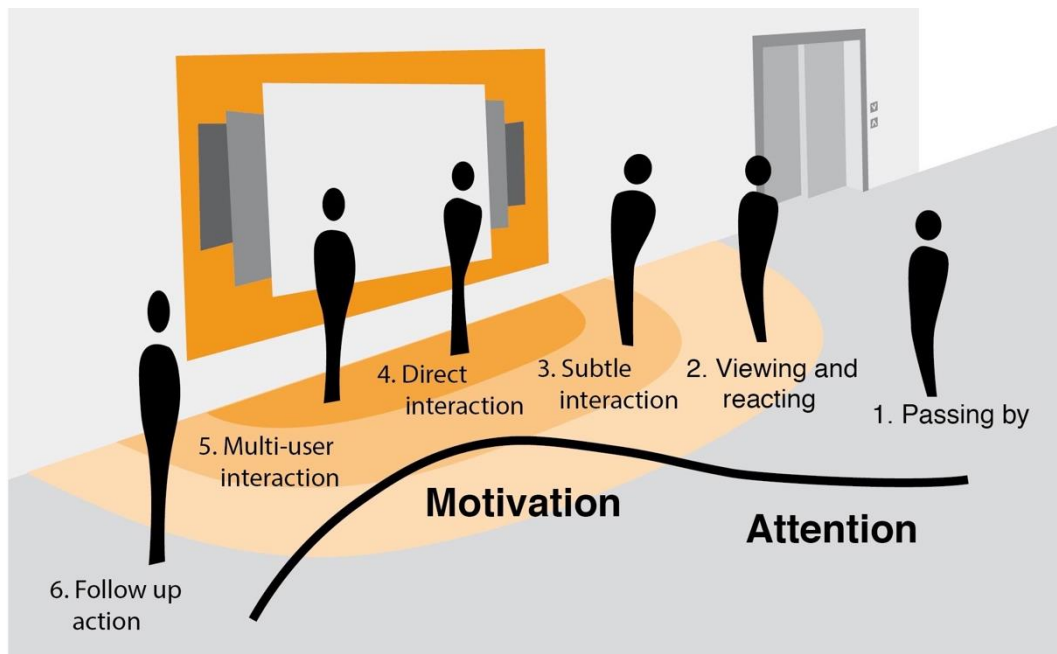 4. Direct
interaction
3. Subtle
interaction
2. Viewing and
reacting
1. Passing by
5. Multi-user
interaction
Motivation
Attention
6. Follow up
action